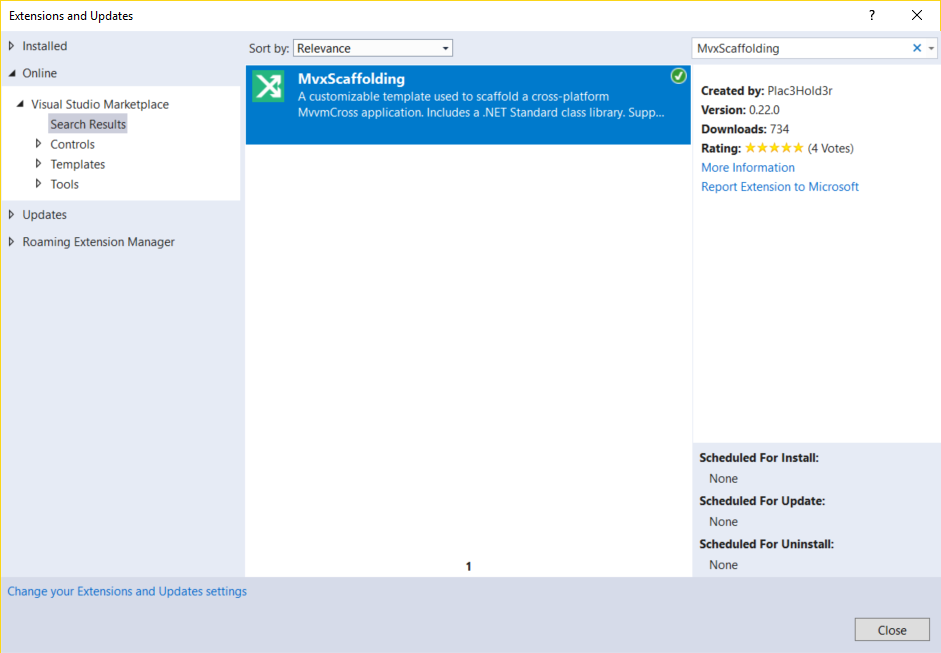 Extensions and Updates
?
Installed
Online
Visual Studio Marketplace
Search Results
Controls
Templates
Tools
Updates
Roaming Extension Manager
Sort by: Relevance
MvxScaffolding
A customizable template used to scaffold a cross-platform
MvvmCross application. Includes a .NET Standard class library. Supp...
1
MvxScaffolding
Created by: Plac3Hold3r
Version: 0.22.0
Downloads: 734
Rating: (4 Votes)
More Information
Report Extension to Microsoft
Scheduled For Install:
None
Scheduled For Update:
None
Scheduled For Uninstall:
None
Change your Extensions and Updates settings
Close